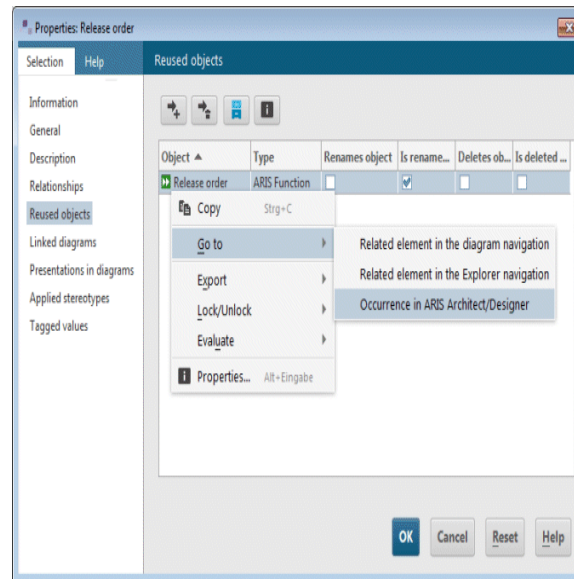 Properties: Release order
Selection Help Reused objects
Information
General
Description
Relationships
Reused objects
Linked diagrams
Presentations in diagrams
Applied stereotypes
Tagged values
Object Type Renames object Is rename... Deletes ob... Is deleted ...
Release order ARIS Function
Copy Strg+C
Go to
Export
Lock/Unlock
Evaluate
Properties... Alt+Eingabe
Related element in the diagram navigation
Related element in the Explorer navigation
Occurrence in ARIS Architect/Designer
OK Cancel Reset Help